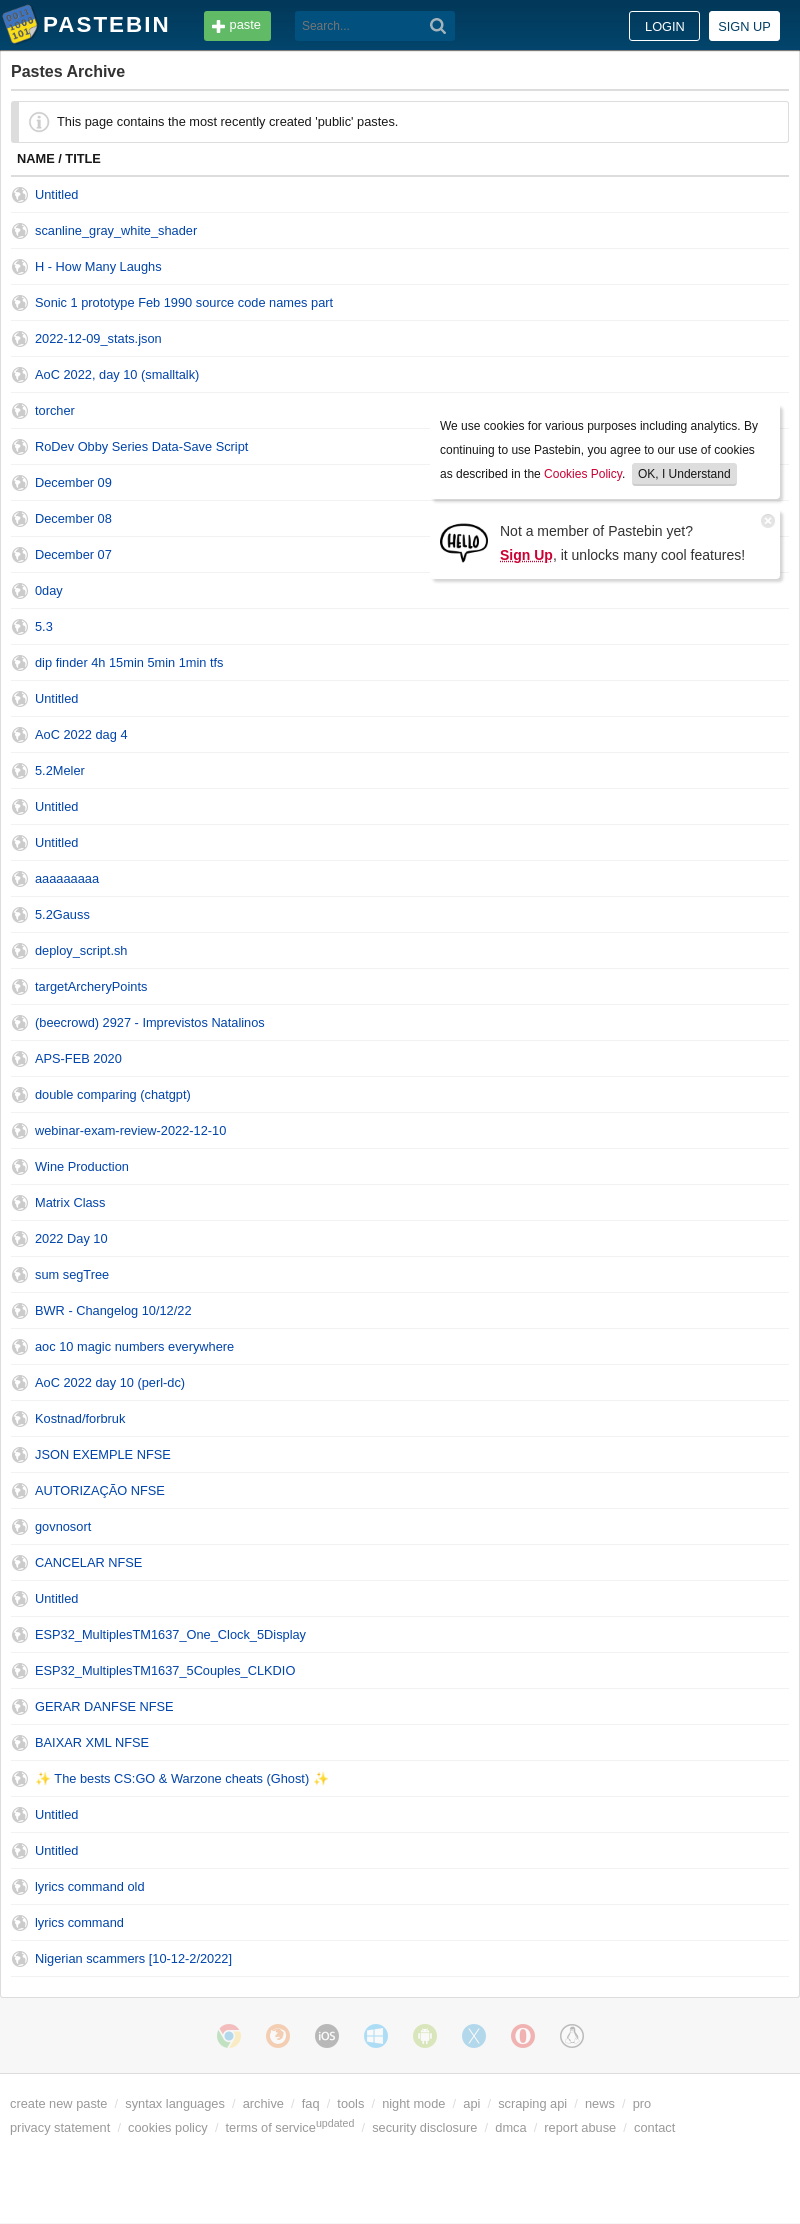 PASTEBIN
paste
Search...
LOGIN
SIGN UP
Pastes Archive
This page contains the most recently created 'public' pastes.
NAME / TITLE
Untitled
scanline_gray_white_shader
H - How Many Laughs
Sonic 1 prototype Feb 1990 source code names part
2022-12-09_stats.json
AoC 2022, day 10 (smalltalk)
torcher
RoDev Obby Series Data-Save Script
December 09
December 08
December 07
We use cookies for various purposes including analytics. By
continuing to use Pastebin, you agree to our use of cookies
as described in the Cookies Policy. OK, I Understand
HELLO
Not a member of Pastebin yet?
Sign Up, it unlocks many cool features!
0day
5.3
dip finder 4h 15min 5min 1min tfs
Untitled
AoC 2022 dag 4
5.2Meler
Untitled
Untitled
aaaaaaaaa
5.2Gauss
deploy_script.sh
targetArcheryPoints
(beecrowd) 2927 - Imprevistos Natalinos
APS-FEB 2020
double comparing (chatgpt)
webinar-exam-review-2022-12-10
Wine Production
Matrix Class
2022 Day 10
sum segTree
BWR - Changelog 10/12/22
aoc 10 magic numbers everywhere
AoC 2022 day 10 (perl-dc)
Kostnad/forbruk
JSON EXEMPLE NFSE
AUTORIZAÇÃO NFSE
govnosort
CANCELAR NFSE
Untitled
ESP32_MultiplesTM1637_One_Clock_5Display
ESP32_MultiplesTM1637_5Couples_CLKDIO
GERAR DANFSE NFSE
BAIXAR XML NFSE
✨ The bests CS:GO & Warzone cheats (Ghost) ✨
Untitled
Untitled
lyrics command old
lyrics command
Nigerian scammers [10-12-2/2022]
iOS
create new paste / syntax languages / archive / faq / tools / night mode / api / scraping api / news / pro
privacy statement / cookies policy / terms of service updated / security disclosure / dmca / report abuse / contact